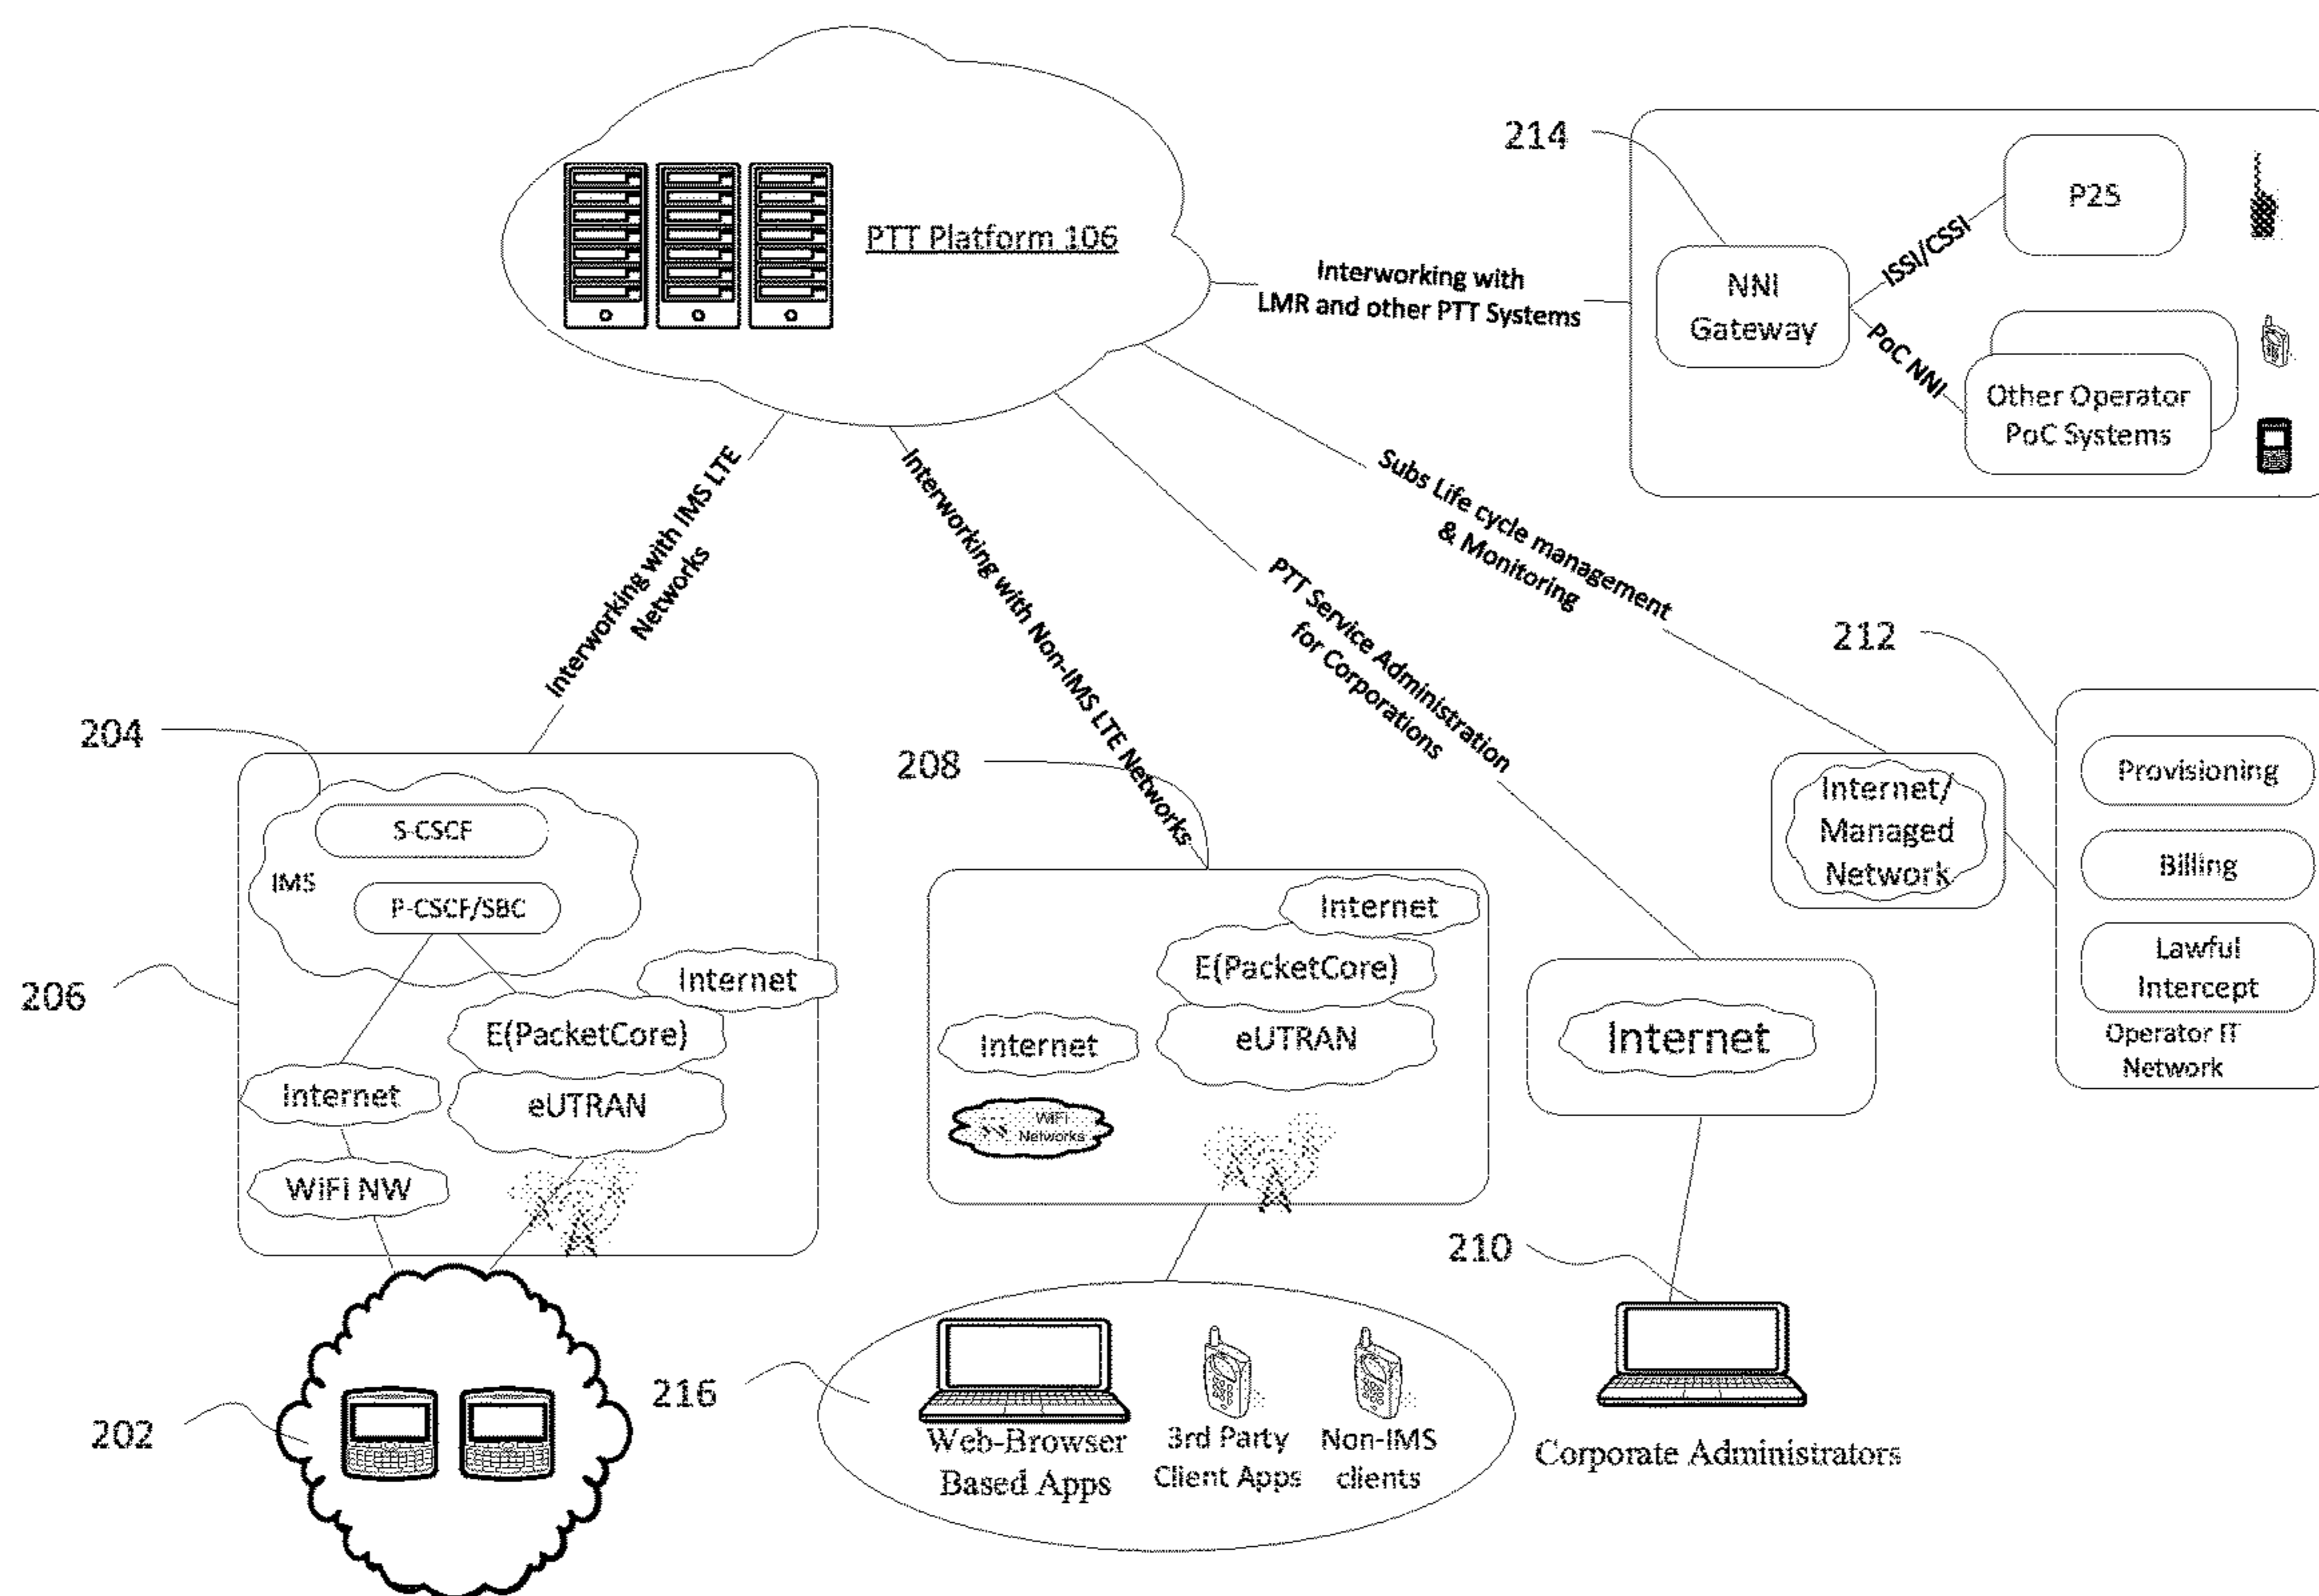 PTT Platform 106
214
P25
ISSI/CSSI
NNI
Gateway
PoC NNI
Other Operator
PoC Systems
Interworking with
LMR and other PTT Systems
Interworking with IMS LTE
Networks
Interworking with Non-IMS LTE Networks
PTT Service Administration
for Corporations
Subs Life cycle management
& Monitoring
212
Provisioning
Billing
Lawful
Intercept
Operator IT
Network
Internet/
Managed
Network
204
S-CSCF
IMS
P-CSCF/SBC
206
Internet
E(PacketCore)
eUTRAN
Internet
WiFi NW
208
Internet
E(PacketCore)
eUTRAN
Internet
WiFi
Networks
Internet
210
Corporate Administrators
202
216
Web-Browser
Based Apps
3rd Party
Client Apps
Non-IMS
clients